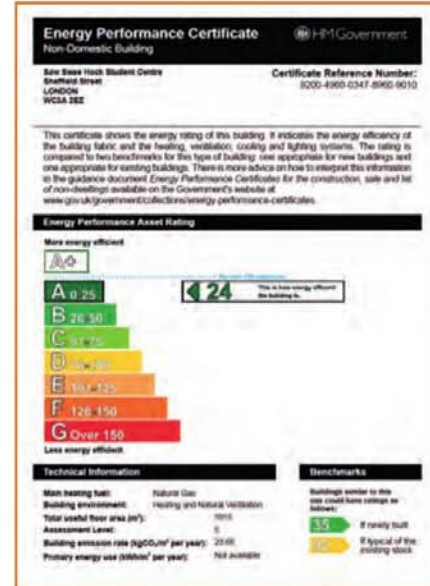 Energy Performance Certificate
Non-Domestic Building
HM Government
Saw Swee Hock Student Centre
Sheffield Street
LONDON
WC2A 2EZ
Certificate Reference Number:
This certificate shows the energy rating of this building. It indicates the energy efficiency of
the building fabric and the heating, ventilation, cooling and lighting systems. The rating is
compared to two benchmarks for this type of building: one appropriate for new buildings and
one appropriate for existing buildings. There is more advice on how to interpret this information
in the guidance document Energy Performance Certificates for the construction, sale and let
of non-dwellings available on the Government's website at
www.gov.uk/government/collections/energy-performance-certificates.
Energy Performance Asset Rating
More energy efficient
A+
A 0-25
24
This is how energy efficient
the building is.
B 26-50
C 51-75
D 76-100
E 101-125
F 126-150
G Over 150
Less energy efficient
Technical Information
Main heating fuel: Natural Gas
Building environment: Heating and Natural Ventilation
Total useful floor area (m²):
Assessment Level: 5
Building emission rate (kgCO₂/m² per year):
Primary energy use (kWh/m² per year): Not available
Benchmarks
Buildings similar to this
one could have ratings as
follows:
35 If newly built
If typical of the
existing stock